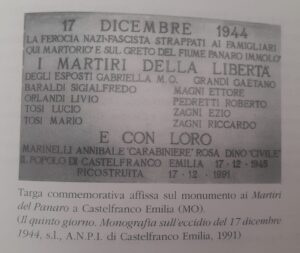 17 DICEMBRE 1944
LA FEROCIA NAZI-FASCISTA STRAPPATI AI FAMIGLIARI
QUI MARTORIO' E SUL GRETO DEL FIUME PANARO IMMOLO'
I MARTIRI DELLA LIBERTA'
DEGLI ESPOSTI GABRIELLA M.O. GRANDI GAETANO
BARALDI SIGIALFREDO MAGNI ETTORE
ORLANDI LIVIO PEDRETTI ROBERTO
TOSI LUCIO ZAGNI EZIO
TOSI MARIO ZAGNI RICCARDO
E CON LORO
MARINELLI ANNIBALE "CARABINIERE" ROSA DINO "CIVILE"
IL POPOLO DI CASTELFRANCO EMILIA 17-12-1945
RICOSTRUITA 17-12-1991
Targa commemorativa affissa sul monumento ai Martiri
del Panaro a Castelfranco Emilia (MO).
(Il quinto giorno. Monografia sull'eccidio del 17 dicembre
1944, s.l., A.N.P.I. di Castelfranco Emilia, 1991)